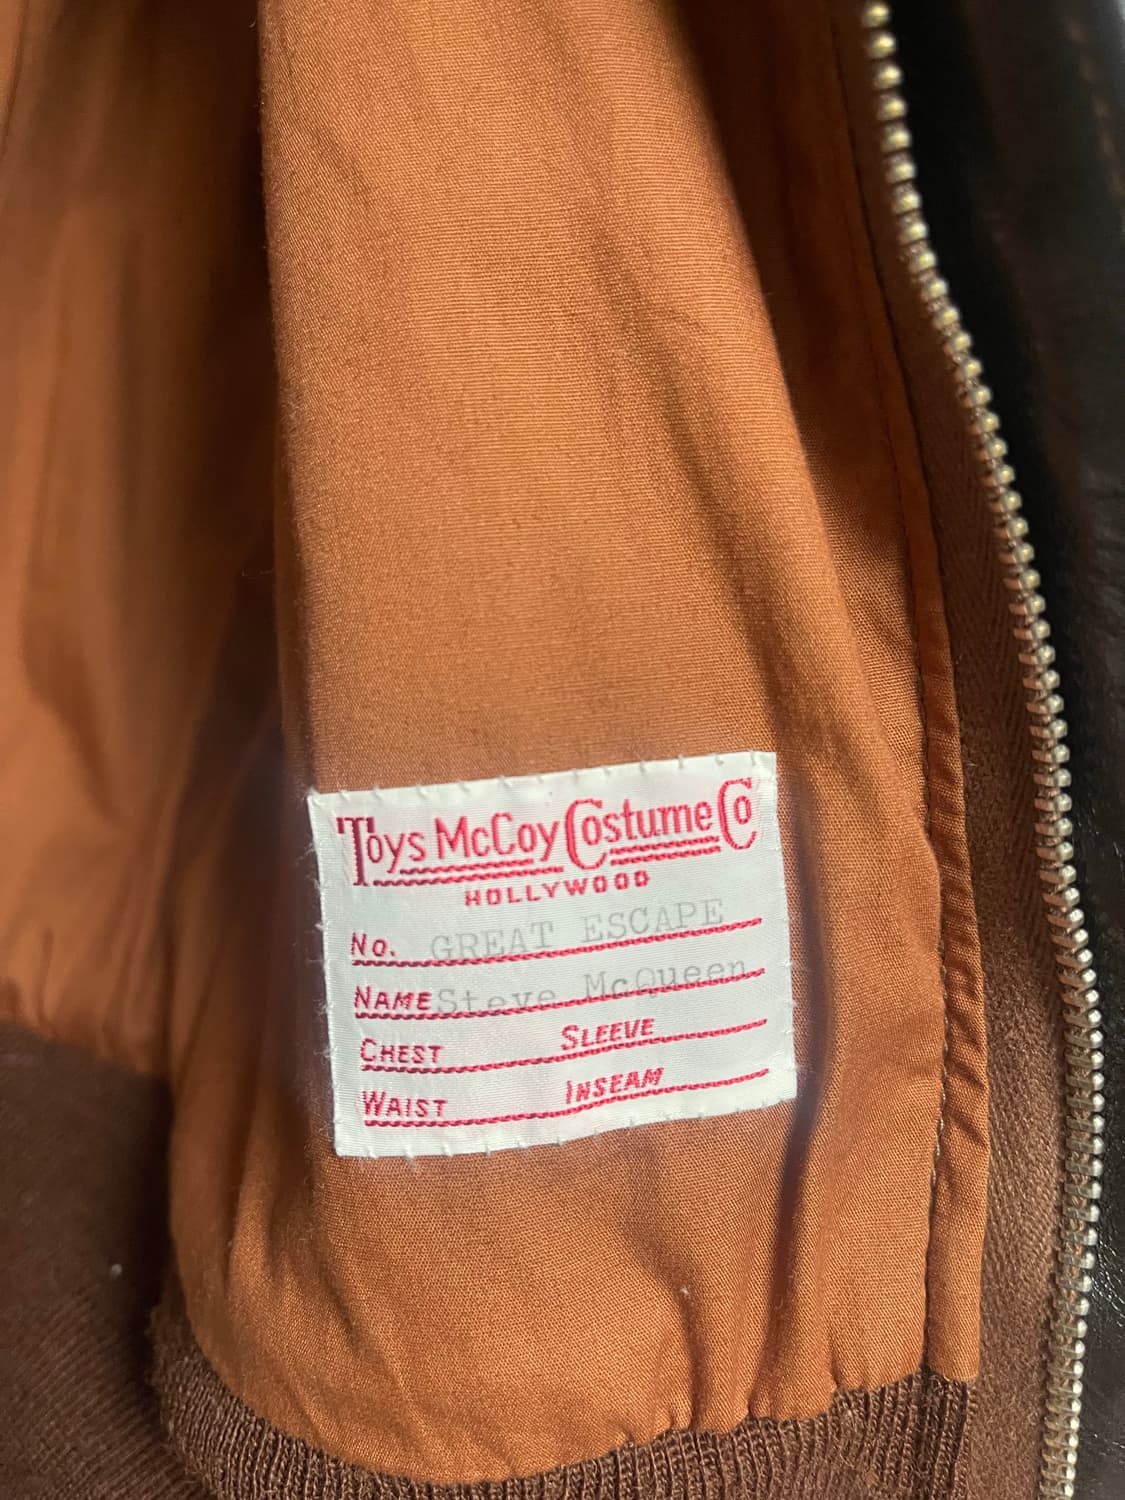 Toys McCoy Costume Co
HOLLYWOOD
No. GREAT ESCAPE
NAME Steve McQueen
CHEST SLEEVE
WAIST INSEAM